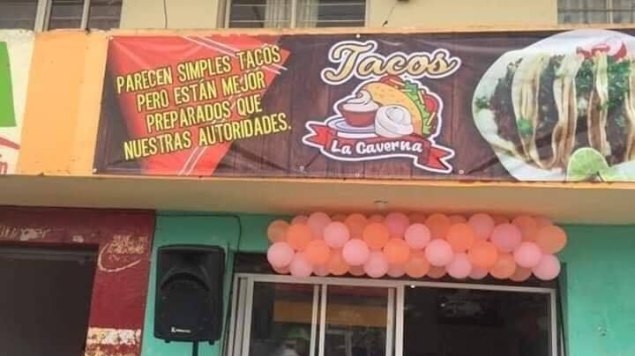 PARECEN SIMPLES TACOS
PERO ESTÁN MEJOR
PREPARADOS QUE
NUESTRAS AUTORIDADES.
Tacos
La Caverna